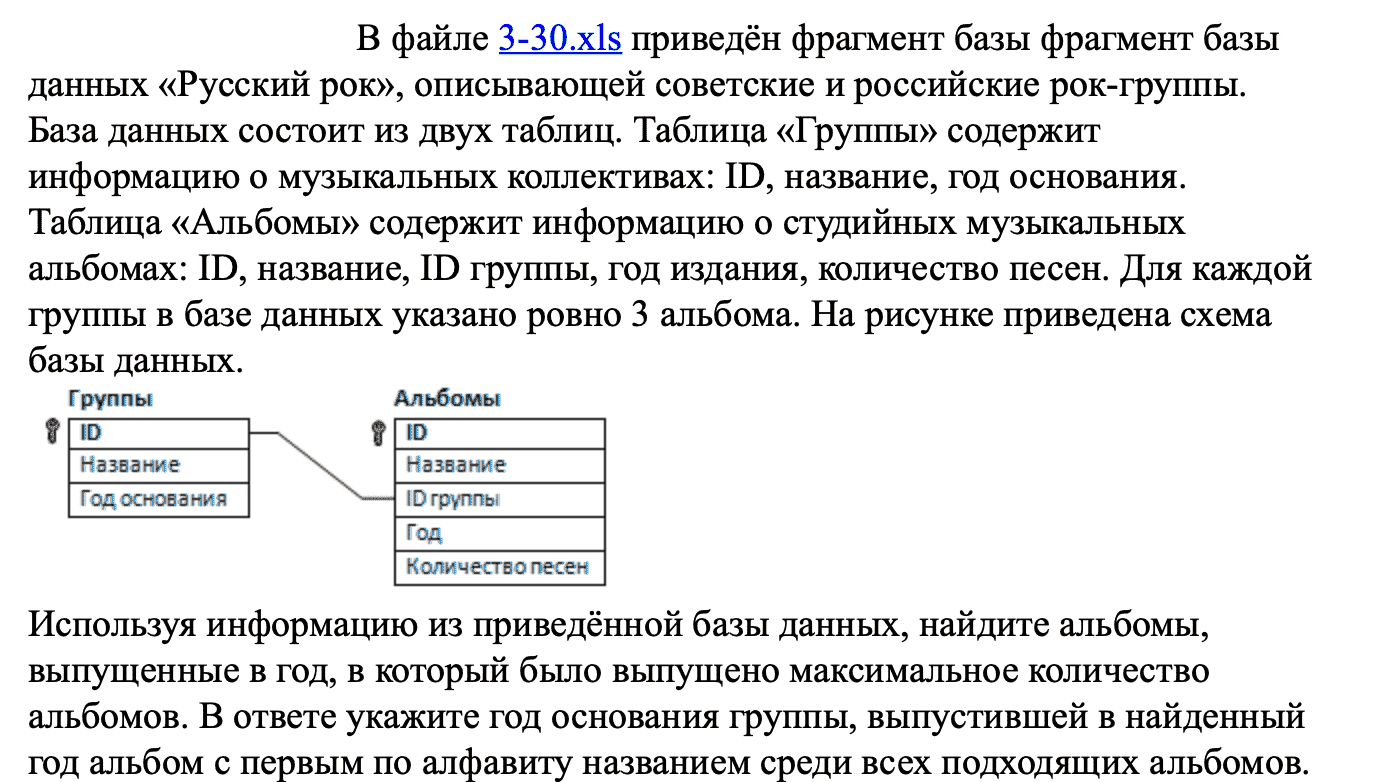 В файле 3-30.xls приведён фрагмент базы фрагмент базы
данных «Русский рок», описывающей советские и российские рок-группы.
База данных состоит из двух таблиц. Таблица «Группы» содержит
информацию о музыкальных коллективах: ID, название, год основания.
Таблица «Альбомы» содержит информацию о студийных музыкальных
альбомах: ID, название, ID группы, год издания, количество песен. Для каждой
группы в базе данных указано ровно 3 альбома. На рисунке приведена схема
базы данных.
Группы
ID
Название
Год основания
Альбомы
ID
Название
ID группы
Год
Количество песен
Используя информацию из приведённой базы данных, найдите альбомы,
выпущенные в год, в который было выпущено максимальное количество
альбомов. В ответе укажите год основания группы, выпустившей в найденный
год альбом с первым по алфавиту названием среди всех подходящих альбомов.